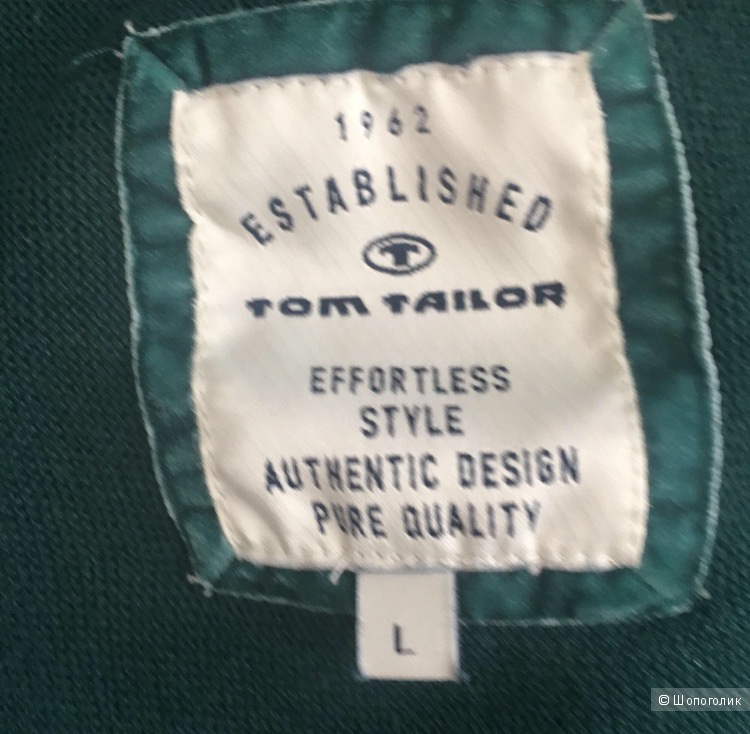 1962
ESTABLISHED
T
TOM TAILOR
EFFORTLESS
STYLE
AUTHENTIC DESIGN
PURE QUALITY
L
© Шопоголик